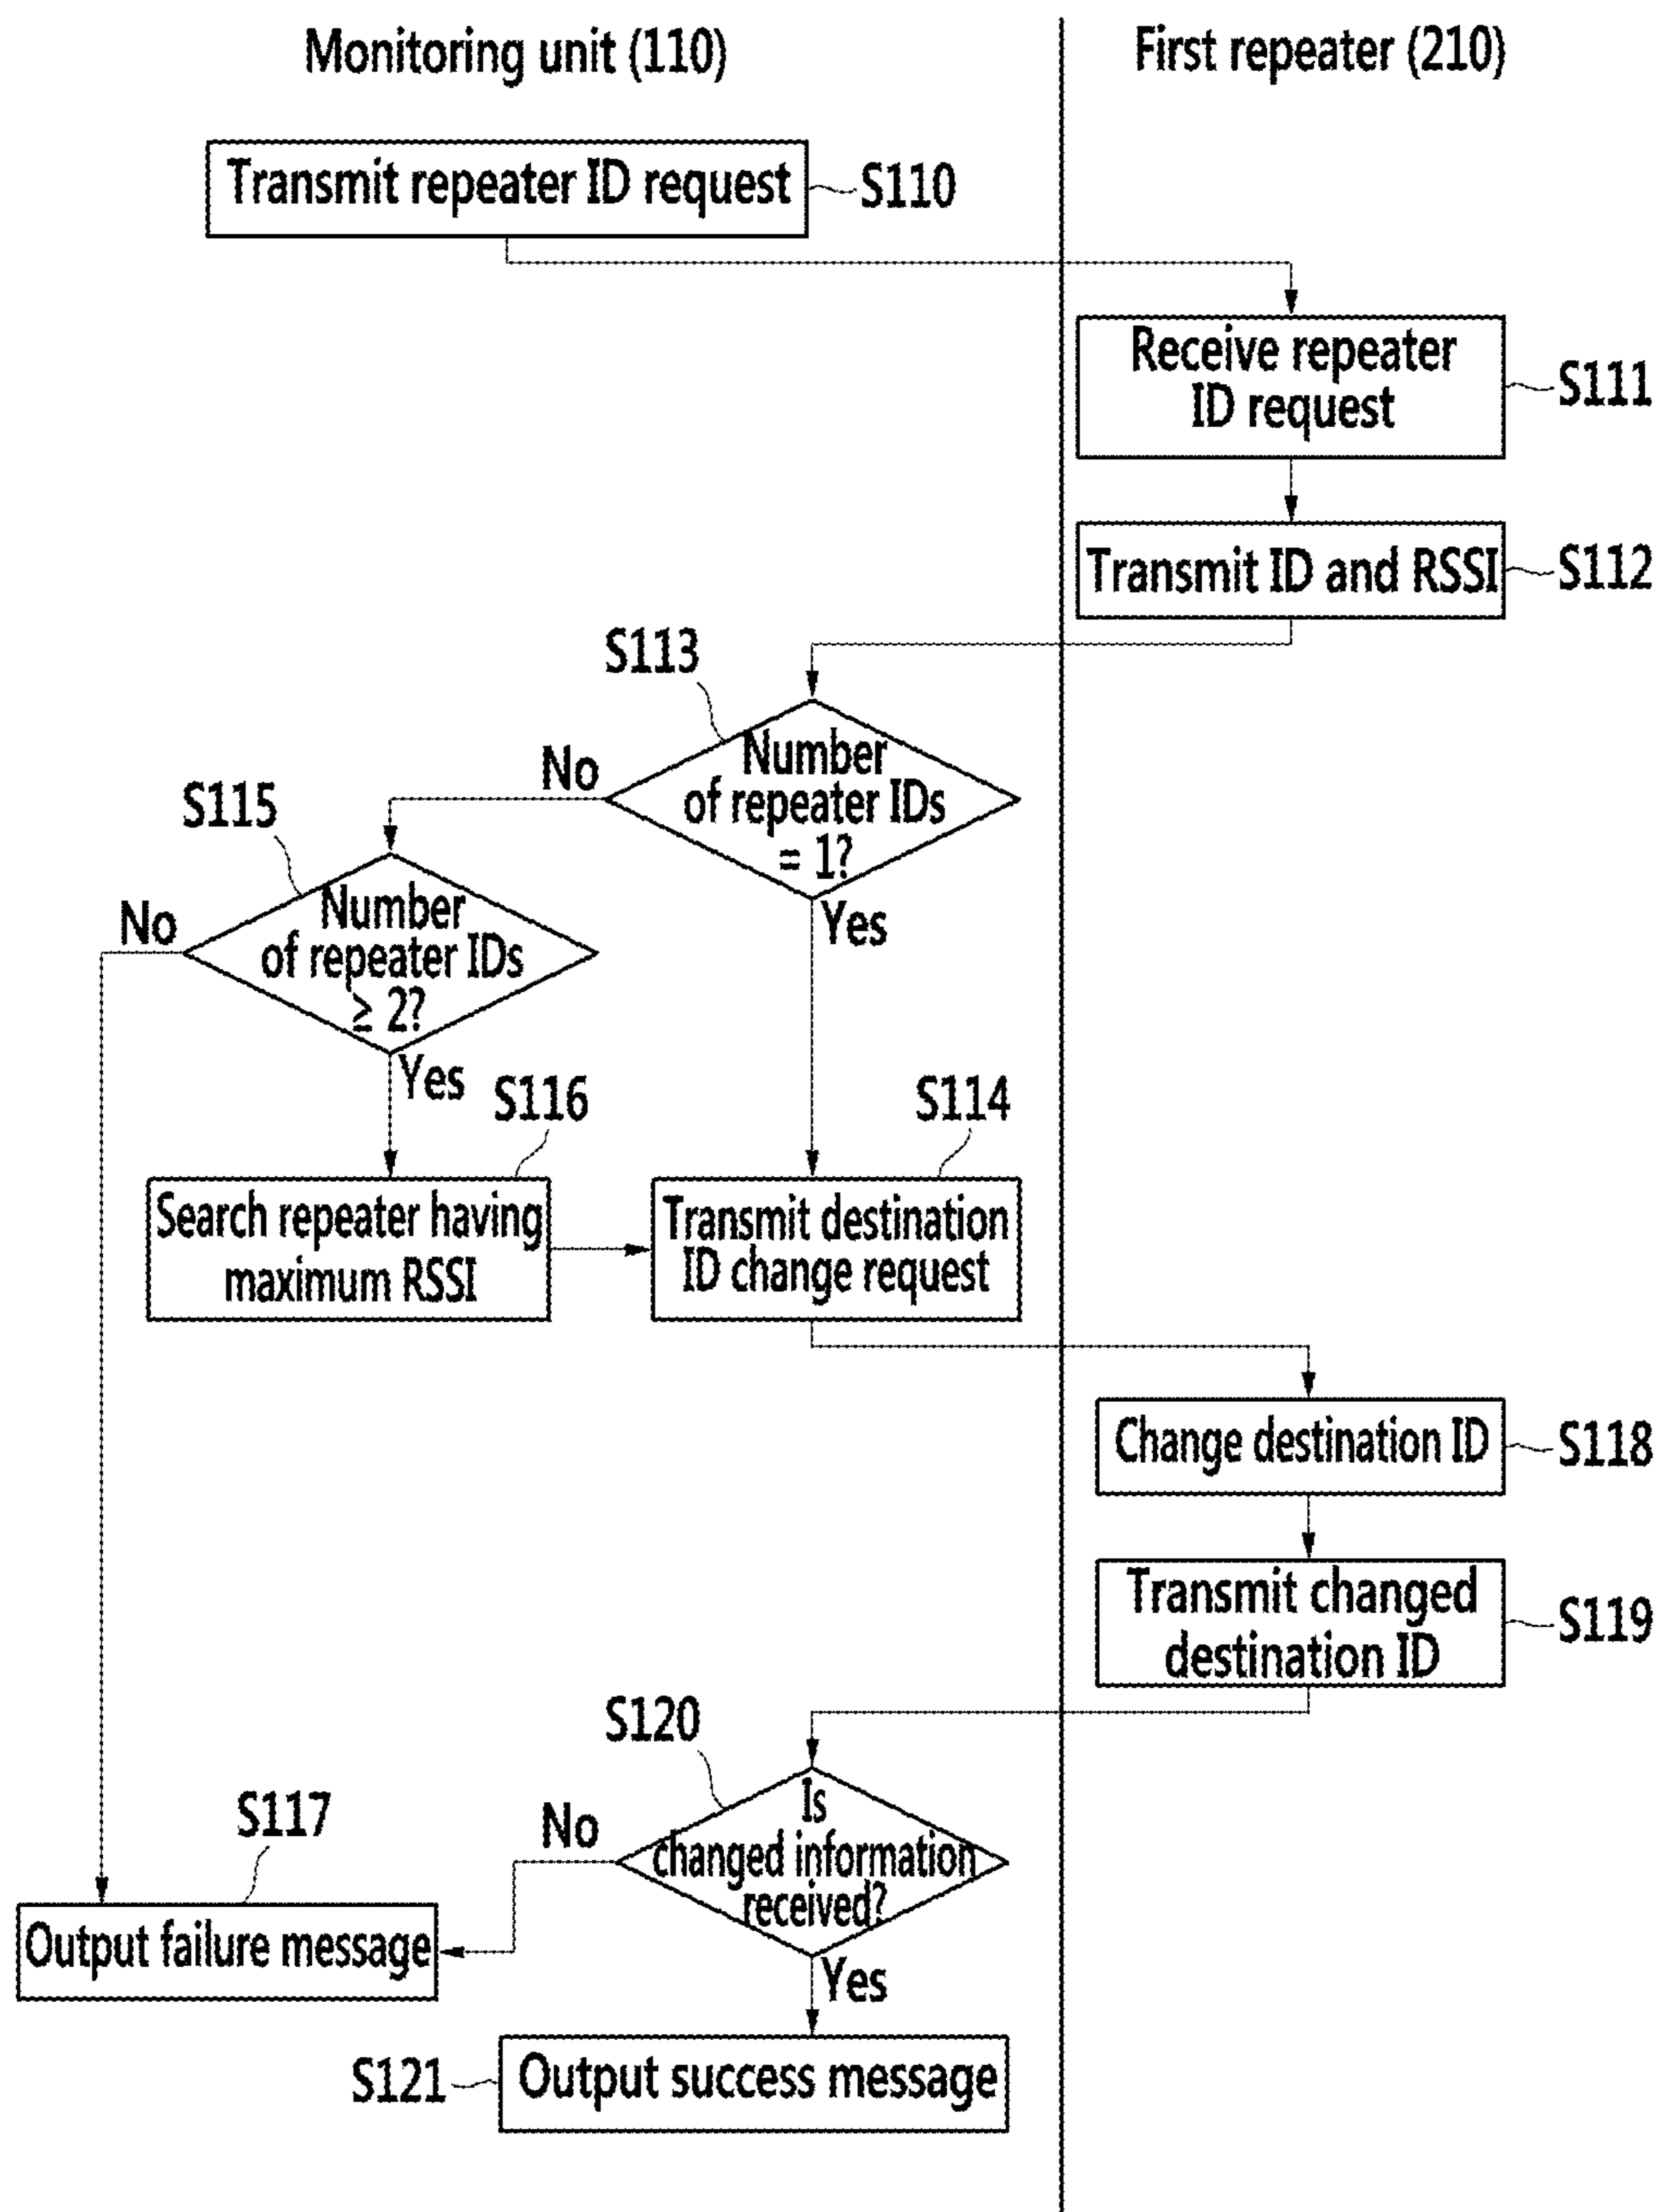 Monitoring unit (110)
First repeater (210)
Transmit repeater ID request
S110
Receive repeater
ID request
S111
Transmit ID and RSSI
S112
S113
Number
of repeater IDs
= 1?
No
Yes
S115
Number
of repeater IDs
≥ 2?
No
Yes
S116
Search repeater having
maximum RSSI
S114
Transmit destination
ID change request
Change destination ID
S118
Transmit changed
destination ID
S119
S120
Is
changed information
received?
No
Yes
S117
Output failure message
S121
Output success message